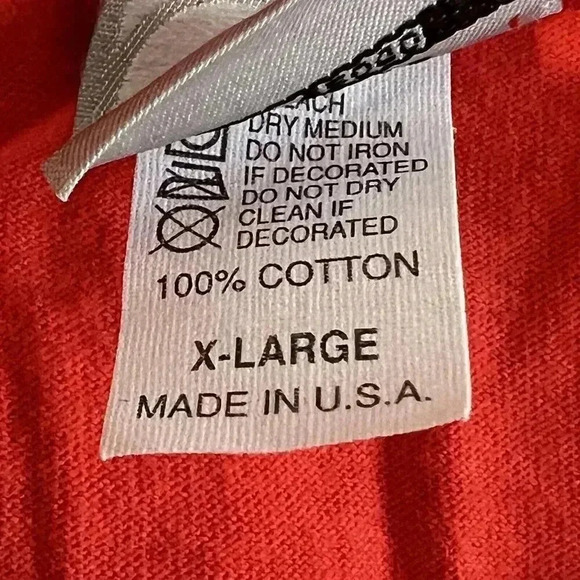 DRY MEDIUM
DO NOT IRON
IF DECORATED
DO NOT DRY
CLEAN IF
DECORATED
100% COTTON
X-LARGE
MADE IN U.S.A.